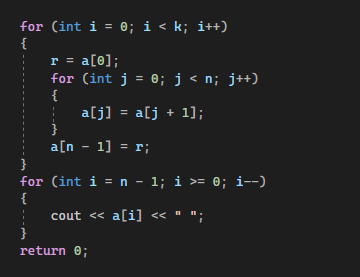 for (int i = 0; i < k; i++)
{
    r = a[0];
    for (int j = 0; j < n; j++)
    {
        a[j] = a[j + 1];
    }
    a[n - 1] = r;
}
for (int i = n - 1; i >= 0; i--)
{
    cout << a[i] << " ";
}
return 0;